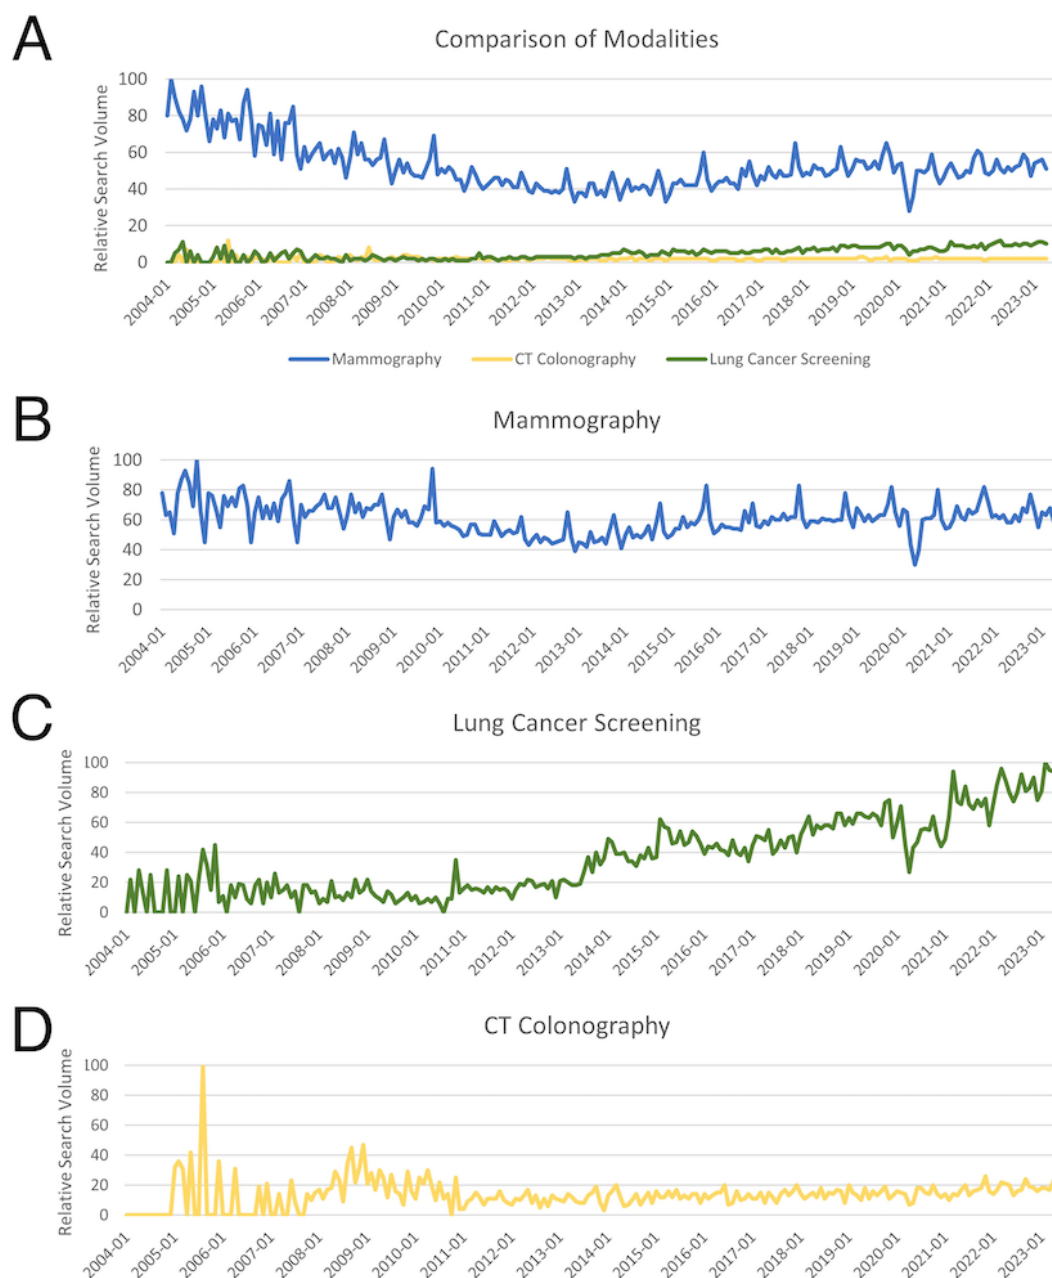 A
Comparison of Modalities
Relative Search Volume
100
80
60
40
20
0
2004-01 2005-01 2006-01 2007-01 2008-01 2009-01 2010-01 2011-01 2012-01 2013-01 2014-01 2015-01 2016-01 2017-01 2018-01 2019-01 2020-01 2021-01 2022-01 2023-01
Mammography CT Colonography Lung Cancer Screening
B
Mammography
Relative Search Volume
100
80
60
40
20
0
2004-01 2005-01 2006-01 2007-01 2008-01 2009-01 2010-01 2011-01 2012-01 2013-01 2014-01 2015-01 2016-01 2017-01 2018-01 2019-01 2020-01 2021-01 2022-01 2023-01
C
Lung Cancer Screening
Relative Search Volume
100
80
60
40
20
0
2004-01 2005-01 2006-01 2007-01 2008-01 2009-01 2010-01 2011-01 2012-01 2013-01 2014-01 2015-01 2016-01 2017-01 2018-01 2019-01 2020-01 2021-01 2022-01 2023-01
D
CT Colonography
Relative Search Volume
100
80
60
40
20
0
2004-01 2005-01 2006-01 2007-01 2008-01 2009-01 2010-01 2011-01 2012-01 2013-01 2014-01 2015-01 2016-01 2017-01 2018-01 2019-01 2020-01 2021-01 2022-01 2023-01